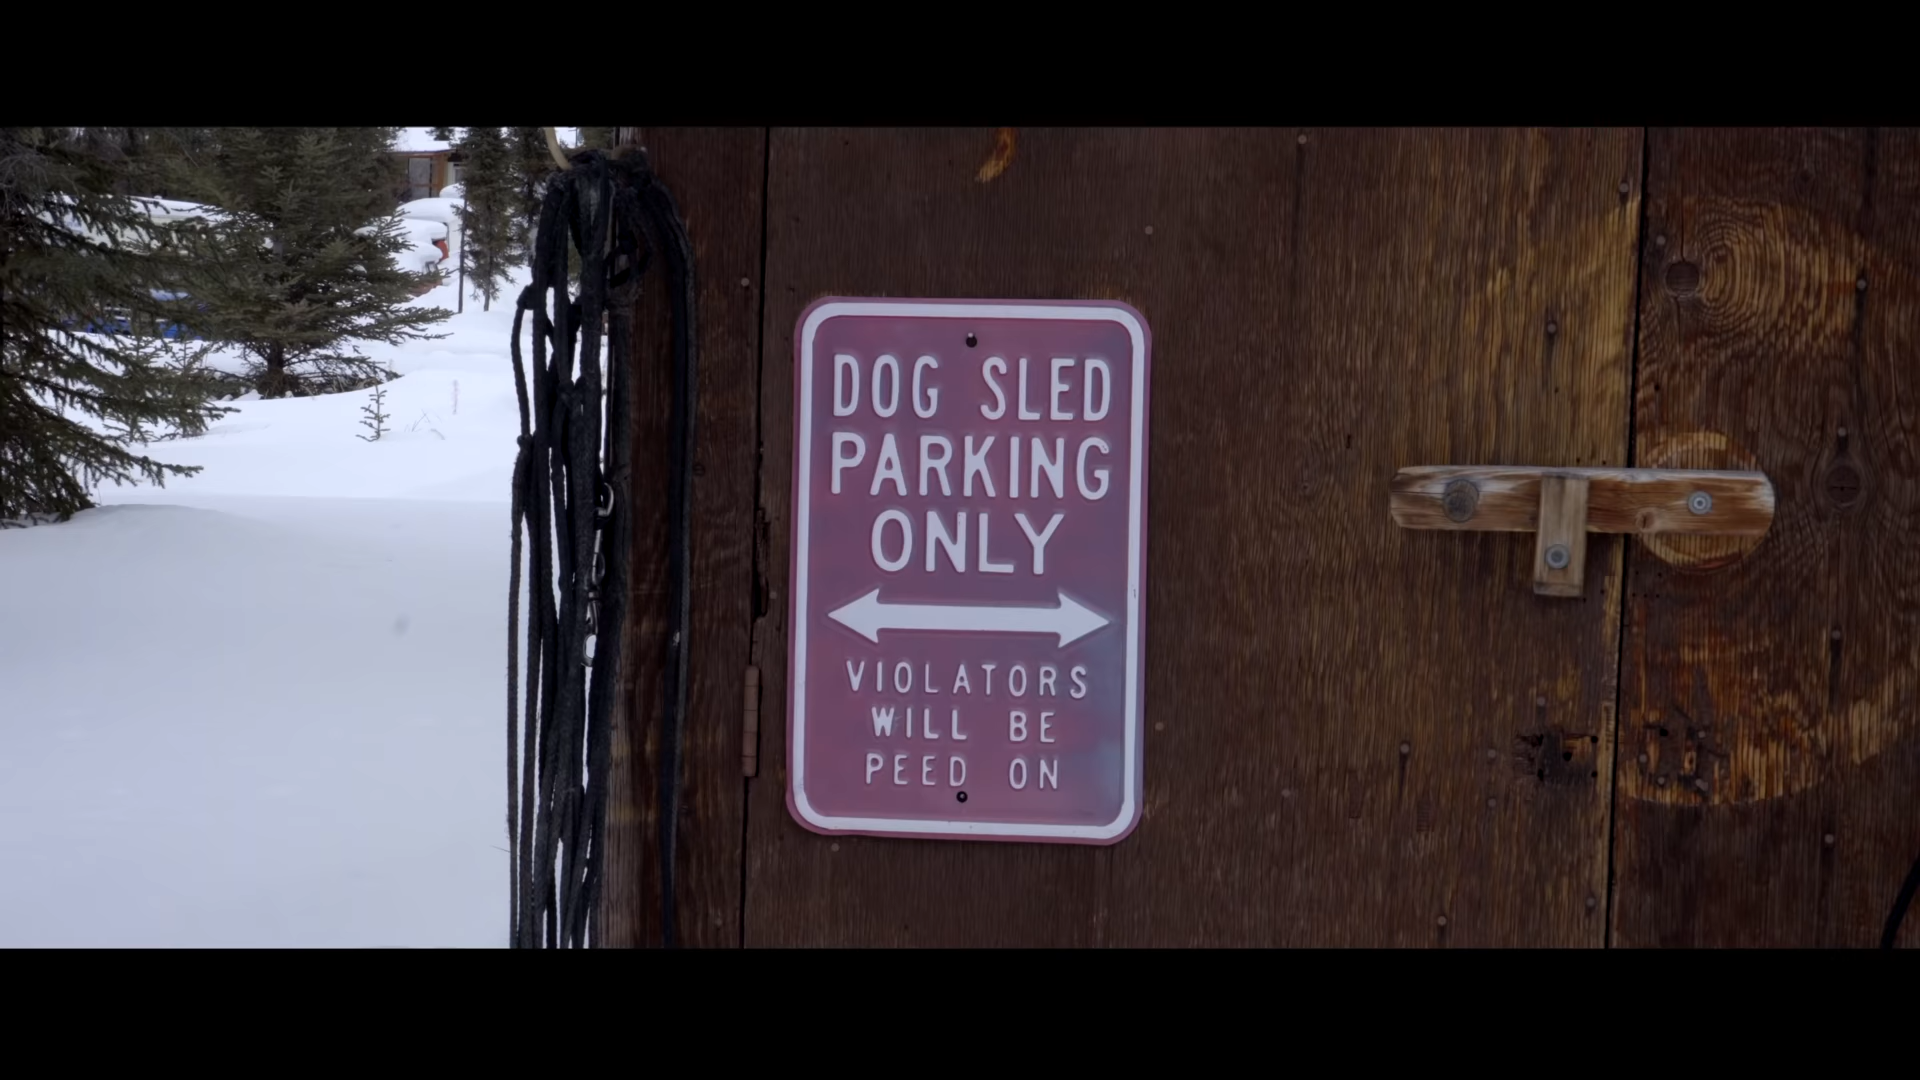 DOG SLED
PARKING
ONLY
VIOLATORS
WILL BE
PEED ON